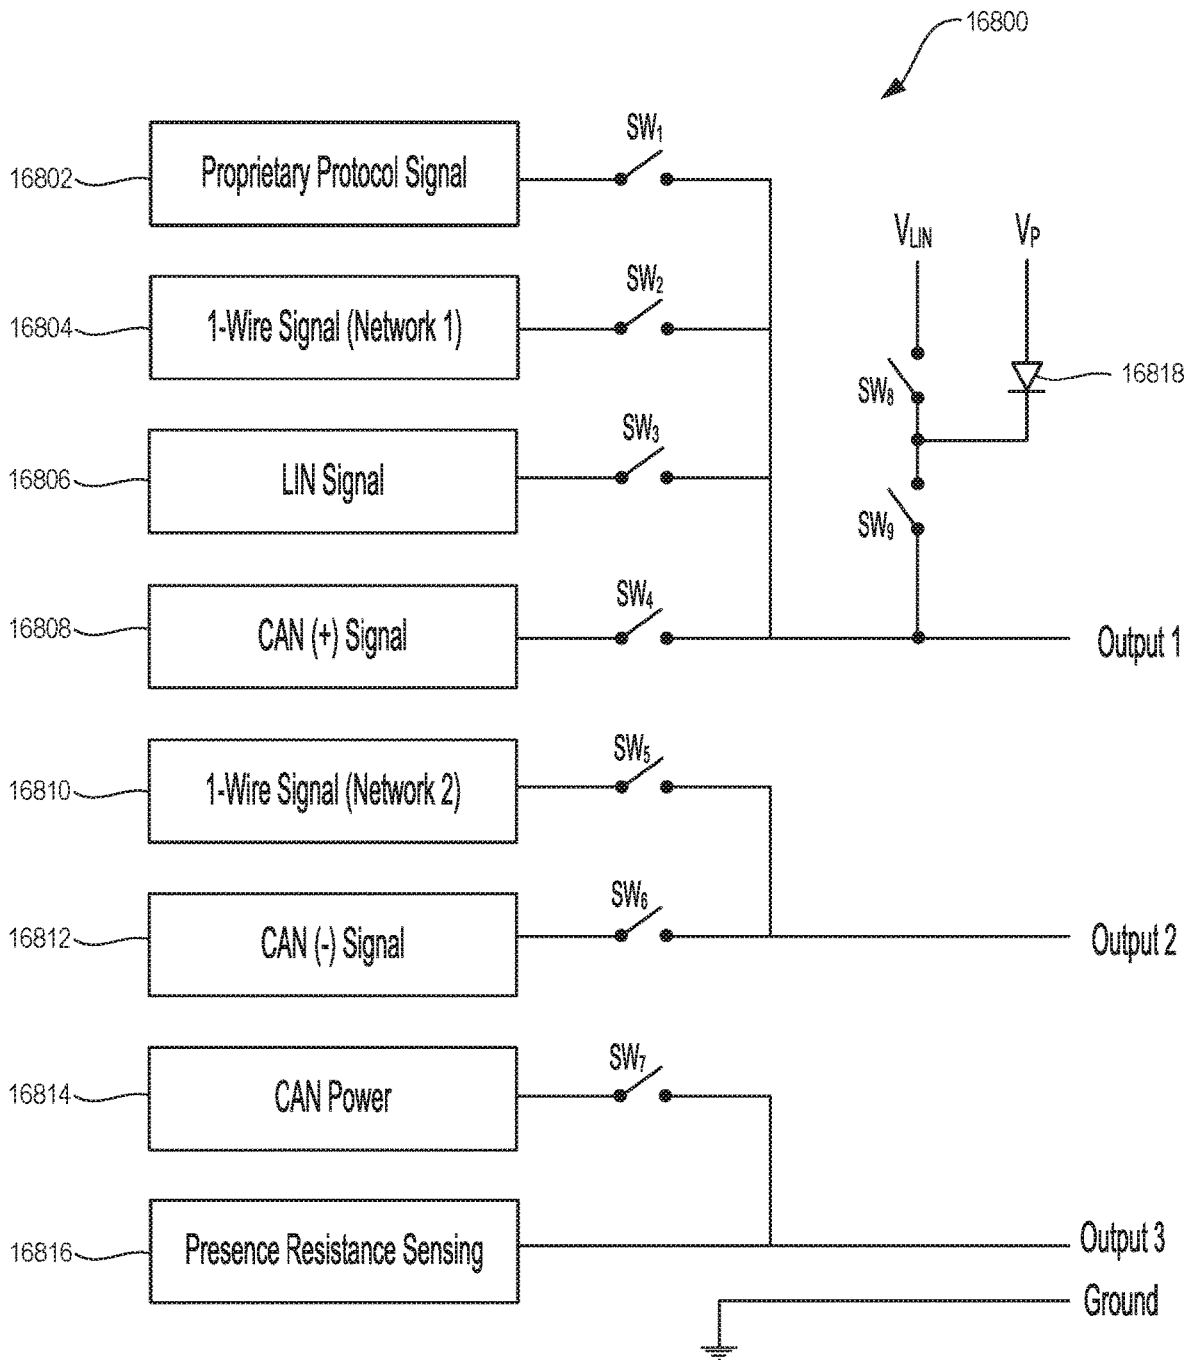 16800
SW₁
16802 Proprietary Protocol Signal
V_LIN V_P
SW₂
16804 1-Wire Signal (Network 1)
SW₈ 16818
SW₃
16806 LIN Signal
SW₉
SW₄
16808 CAN (+) Signal Output 1
SW₅
16810 1-Wire Signal (Network 2)
SW₆
16812 CAN (-) Signal Output 2
SW₇
16814 CAN Power
16816 Presence Resistance Sensing Output 3
Ground